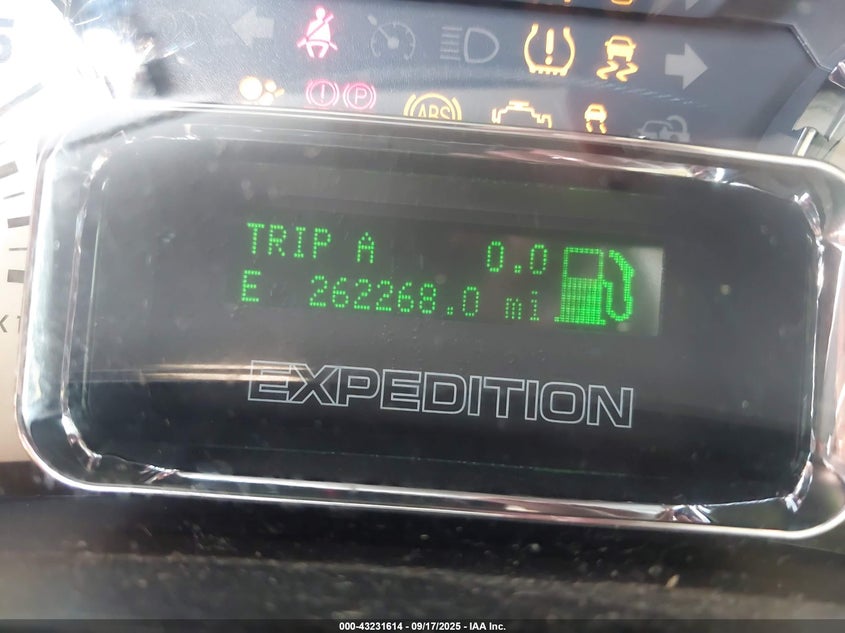 ABS
TRIP A 0.0
E 262268.0 mi
EXPEDITION
000-43231614 - 09/17/2025 - IAA Inc.